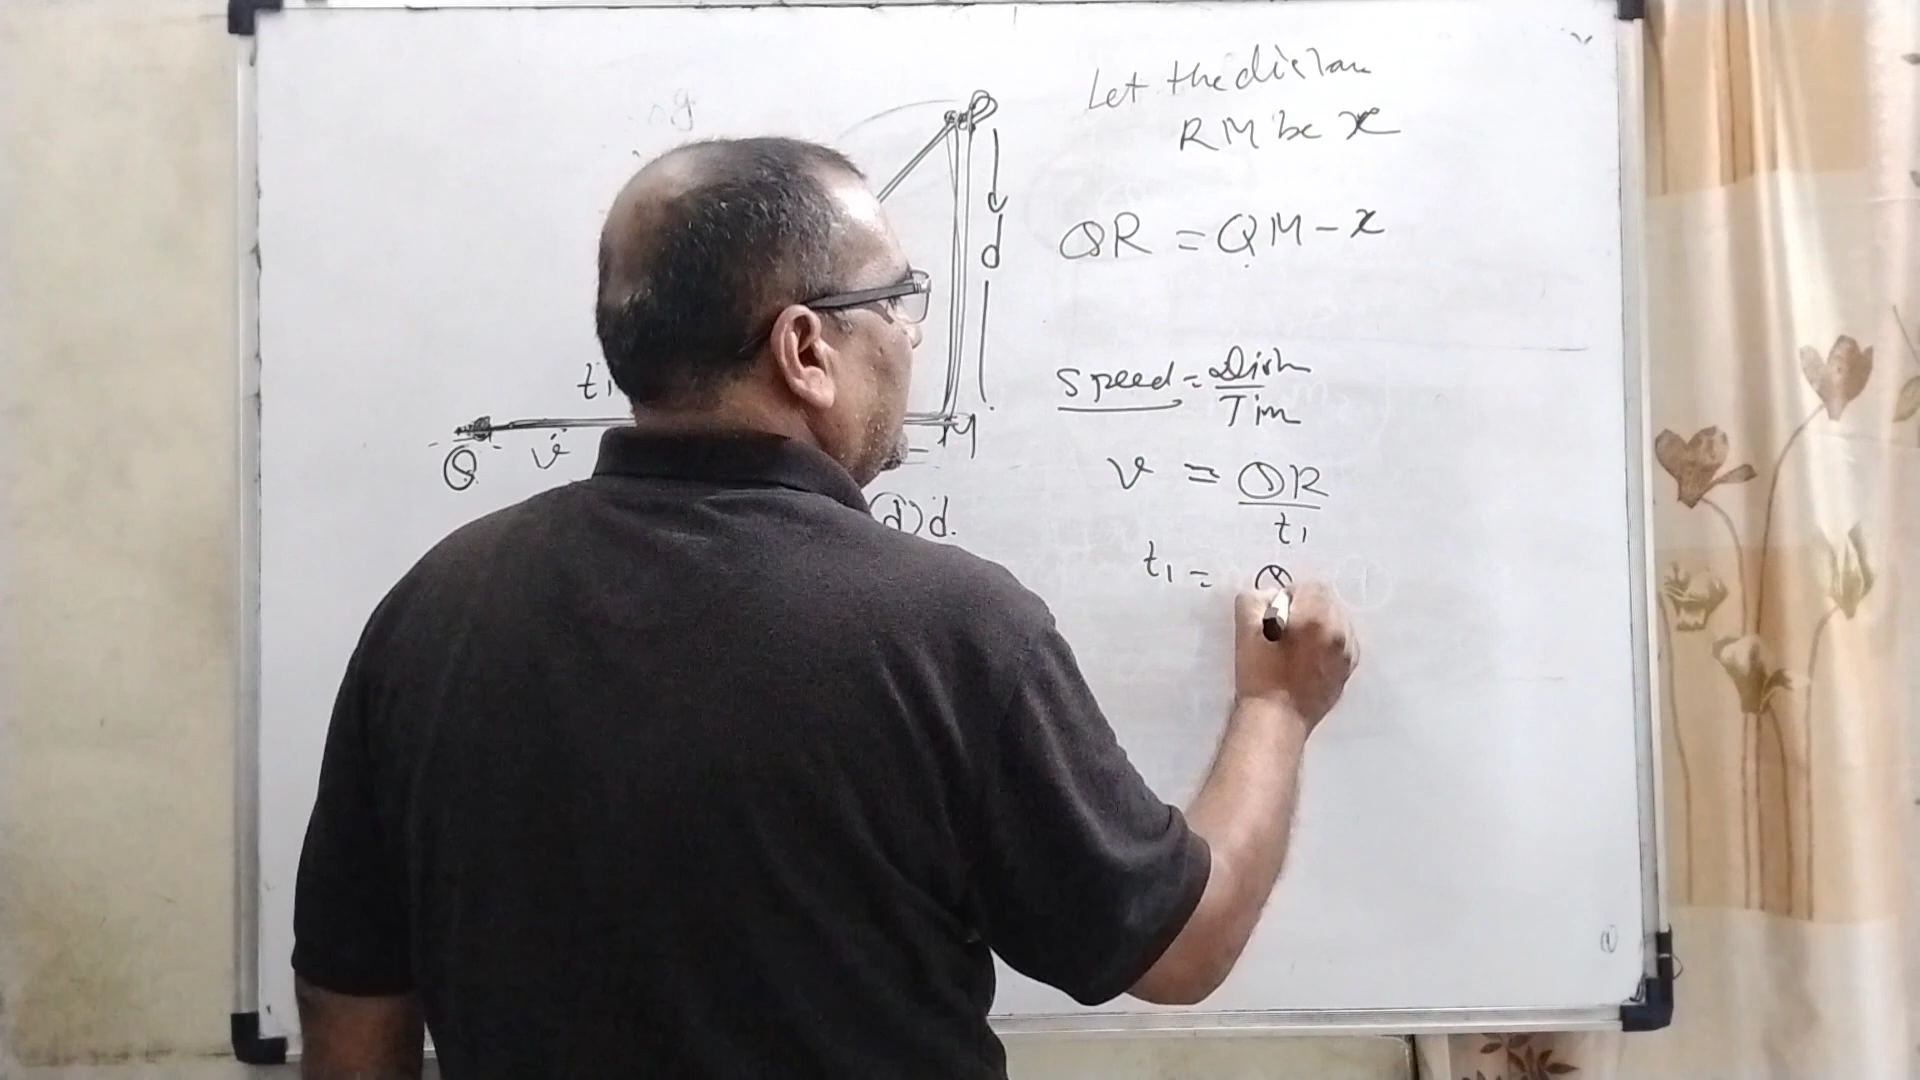 P
d
t₁
Q v M
d) d.
Let the distan
RM be x
QR = QM - x
Speed = Dist
Tim
v = QR
t₁
t₁ = Q